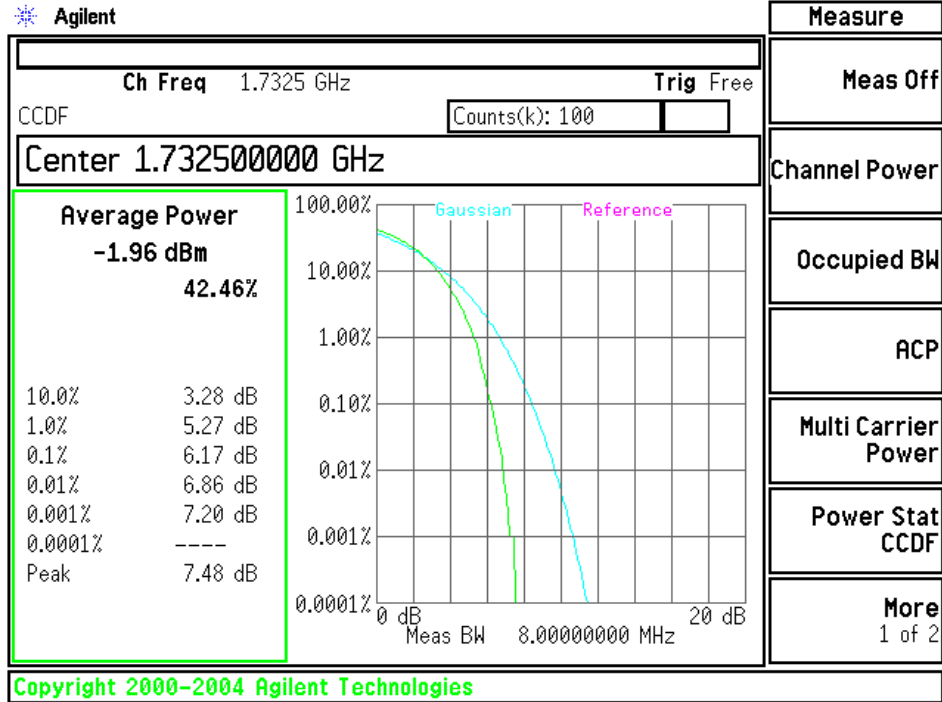 Agilent
Measure
Ch Freq 1.7325 GHz Trig Free
CCDF Counts(k): 100
Center 1.732500000 GHz
Average Power
-1.96 dBm
42.46%
10.0% 3.28 dB
1.0% 5.27 dB
0.1% 6.17 dB
0.01% 6.86 dB
0.001% 7.20 dB
0.0001% ----
Peak 7.48 dB
Gaussian Reference
100.00%
10.00%
1.00%
0.10%
0.01%
0.001%
0.0001%
0 dB 20 dB
Meas BW 8.00000000 MHz
Meas Off
Channel Power
Occupied BW
ACP
Multi Carrier
Power
Power Stat
CCDF
More
1 of 2
Copyright 2000-2004 Agilent Technologies